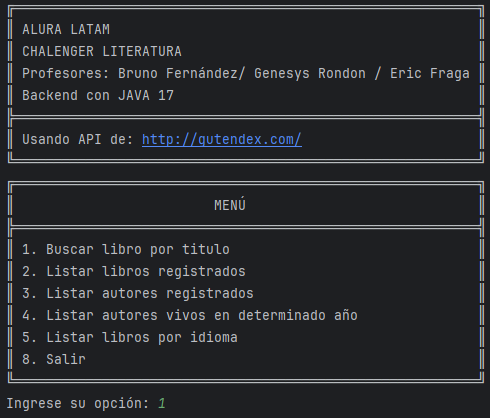 ALURA LATAM
CHALENGER LITERATURA
Profesores: Bruno Fernández/ Genesys Rondon / Eric Fraga
Backend con JAVA 17
Usando API de: http://gutendex.com/
MENÚ
1. Buscar libro por titulo
2. Listar libros registrados
3. Listar autores registrados
4. Listar autores vivos en determinado año
5. Listar libros por idioma
8. Salir
Ingrese su opción: 1